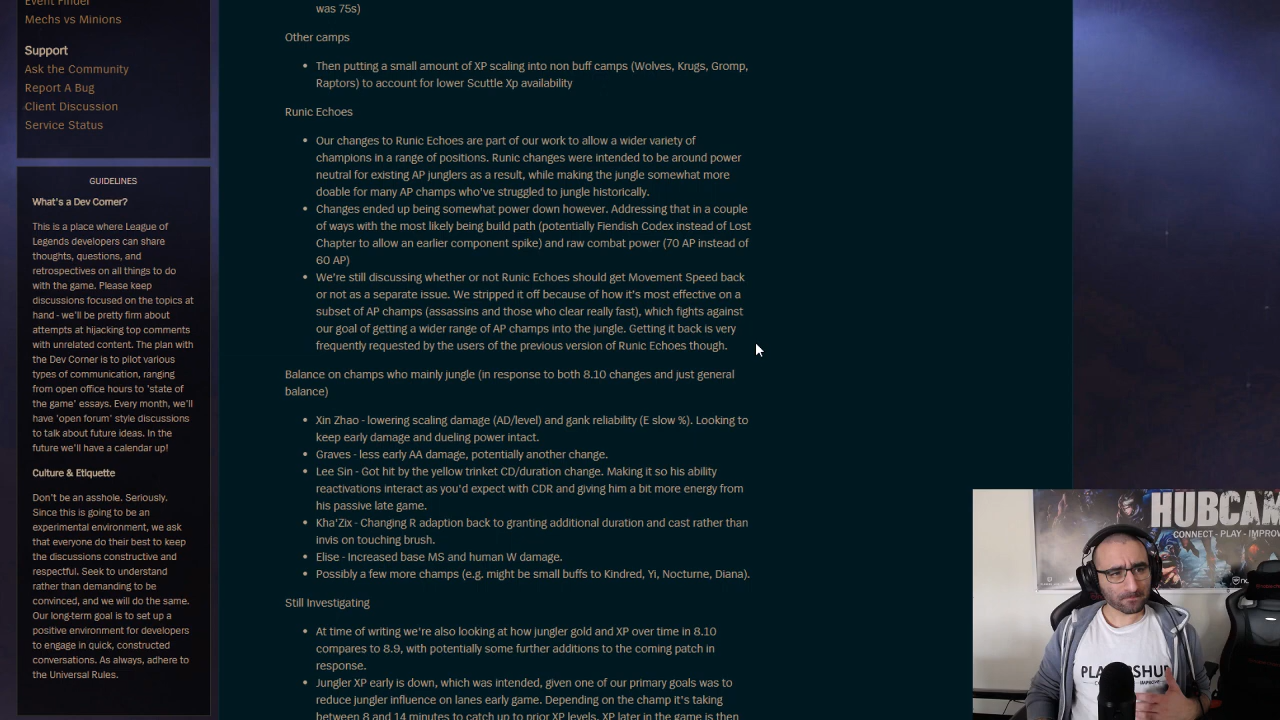 Event Finder
Mechs vs Minions
Support
Ask the Community
Report A Bug
Client Discussion
Service Status
GUIDELINES
What's a Dev Corner?
This is a place where League of
Legends developers can share
thoughts, questions, and
retrospectives on all things to do
with the game. Please keep
discussions focused on the topics at
hand - we'll be pretty firm about
attempts at hijacking top comments
with unrelated content. The plan with
the Dev Corner is to pilot various
types of communication, ranging
from open office hours to 'state of
the game' essays. Every month, we'll
have 'open forum' style discussions
to talk about future ideas. In the
future we'll have a calendar up!
Culture & Etiquette
Don't be an asshole. Seriously.
Since this is going to be an
experimental environment, we ask
that everyone do their best to keep
the discussions constructive and
respectful. Seek to understand
rather than demanding to be
convinced, and we will do the same.
Our long-term goal is to set up a
positive environment for developers
to engage in quick, constructed
conversations. As always, adhere to
the Universal Rules.
was 75s)
Other camps
Then putting a small amount of XP scaling into non buff camps (Wolves, Krugs, Gromp,
Raptors) to account for lower Scuttle Xp availability
Runic Echoes
Our changes to Runic Echoes are part of our work to allow a wider variety of
champions in a range of positions. Runic changes were intended to be around power
neutral for existing AP junglers as a result, while making the jungle somewhat more
doable for many AP champs who've struggled to jungle historically.
Changes ended up being somewhat power down however. Addressing that in a couple
of ways with the most likely being build path (potentially Fiendish Codex instead of Lost
Chapter to allow an earlier component spike) and raw combat power (70 AP instead of
60 AP)
We're still discussing whether or not Runic Echoes should get Movement Speed back
or not as a separate issue. We stripped it off because of how it's most effective on a
subset of AP champs (assassins and those who clear really fast), which fights against
our goal of getting a wider range of AP champs into the jungle. Getting it back is very
frequently requested by the users of the previous version of Runic Echoes though.
Balance on champs who mainly jungle (in response to both 8.10 changes and just general
balance)
Xin Zhao - lowering scaling damage (AD/level) and gank reliability (E slow %). Looking to
keep early damage and dueling power intact.
Graves - less early AA damage, potentially another change.
Lee Sin - Got hit by the yellow trinket CD/duration change. Making it so his ability
reactivations interact as you'd expect with CDR and giving him a bit more energy from
his passive late game.
Kha'Zix - Changing R adaption back to granting additional duration and cast rather than
invis on touching brush.
Elise - Increased base MS and human W damage.
Possibly a few more champs (e.g. might be small buffs to Kindred, Yi, Nocturne, Diana).
Still Investigating
At time of writing we're also looking at how jungler gold and XP over time in 8.10
compares to 8.9, with potentially some further additions to the coming patch in
response.
Jungler XP early is down, which was intended, given one of our primary goals was to
reduce jungler influence on lanes early game. Depending on the champ it's taking
between 8 and 14 minutes to catch up to prior XP levels. XP later in the game is then
HUBCAM
CONNECT - PLAY - IMPROV